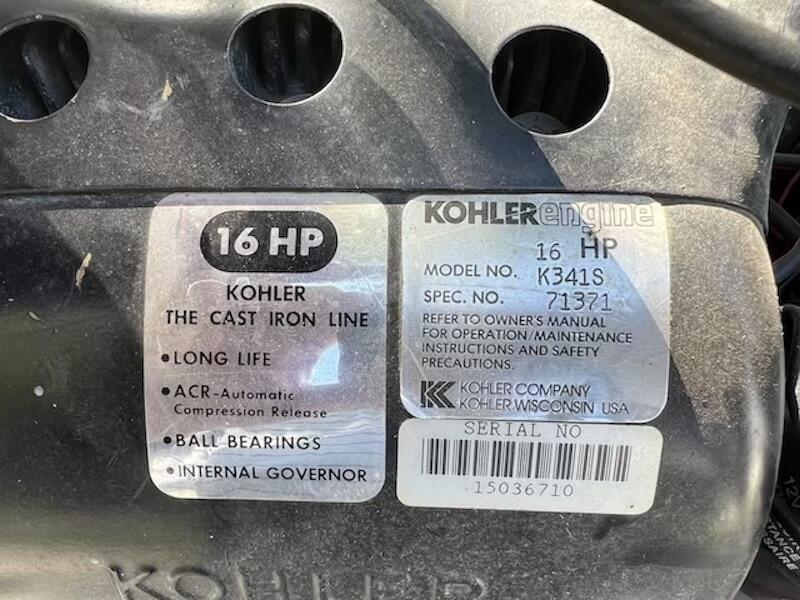 16 HP
KOHLER
THE CAST IRON LINE
•LONG LIFE
•ACR-Automatic
Compression Release
•BALL BEARINGS
•INTERNAL GOVERNOR
KOHLERengine
16 HP
MODEL NO. K341S
SPEC. NO. 71371
REFER TO OWNER'S MANUAL
FOR OPERATION/MAINTENANCE
INSTRUCTIONS AND SAFETY
PRECAUTIONS.
KOHLER COMPANY
KOHLER WISCONSIN USA
SERIAL NO
15036710
KOHLER
12V